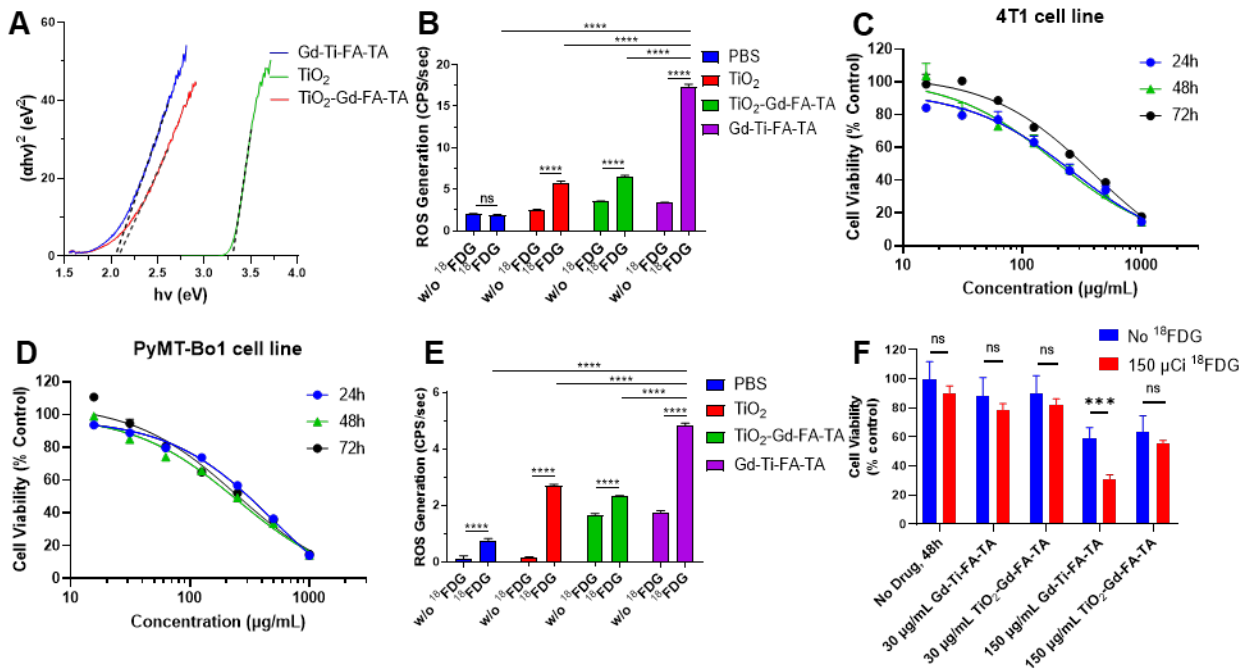 A
(αhν)² (eV²)
60
40
20
0
1.5 2.0 2.5 3.0 3.5 4.0
hν (eV)
Gd-Ti-FA-TA
TiO₂
TiO₂-Gd-FA-TA
B
ROS Generation (CPS/sec)
20
15
10
5
0
****
****
****
****
ns
****
****
PBS
TiO₂
TiO₂-Gd-FA-TA
Gd-Ti-FA-TA
w/o ¹⁸FDG
¹⁸FDG
w/o ¹⁸FDG
¹⁸FDG
w/o ¹⁸FDG
¹⁸FDG
w/o ¹⁸FDG
¹⁸FDG
C
4T1 cell line
Cell Viability (% Control)
120
100
80
60
40
20
0
10 100 1000
Concentration (µg/mL)
24h
48h
72h
D
PyMT-Bo1 cell line
Cell Viability (% Control)
120
100
80
60
40
20
0
10 100 1000
Concentration (µg/mL)
24h
48h
72h
E
ROS Generation (CPS/sec)
6
4
2
0
****
****
****
****
****
****
****
PBS
TiO₂
TiO₂-Gd-FA-TA
Gd-Ti-FA-TA
w/o ¹⁸FDG
¹⁸FDG
w/o ¹⁸FDG
¹⁸FDG
w/o ¹⁸FDG
¹⁸FDG
w/o ¹⁸FDG
¹⁸FDG
F
No ¹⁸FDG
150 µCi ¹⁸FDG
Cell Viability
(% control)
120
100
80
60
40
20
0
ns
ns
ns
***
ns
No Drug, 48h
30 µg/mL Gd-Ti-FA-TA
30 µg/mL TiO₂-Gd-FA-TA
150 µg/mL Gd-Ti-FA-TA
150 µg/mL TiO₂-Gd-FA-TA